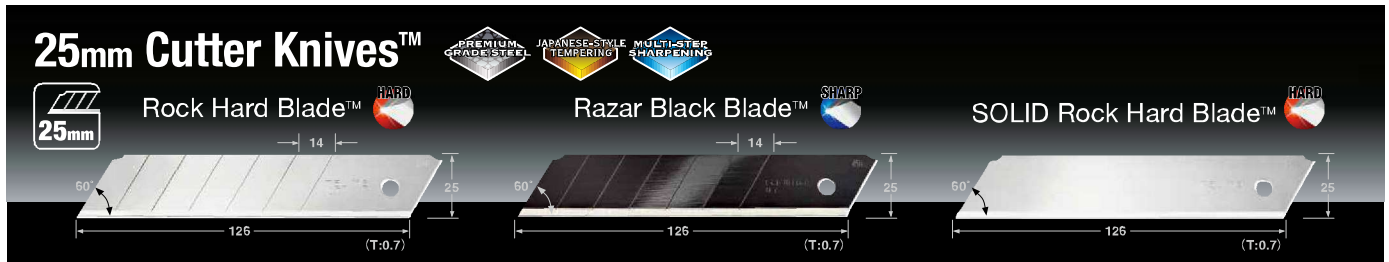 25mm Cutter Knives™
PREMIUM
GRADE STEEL
JAPANESE-STYLE
TEMPERING
MULTI-STEP
SHARPENING
25mm
Rock Hard Blade™
HARD
14
60°
25
126
(T:0.7)
Razar Black Blade™
SHARP
14
60°
25
126
(T:0.7)
SOLID Rock Hard Blade™
HARD
60°
25
126
(T:0.7)